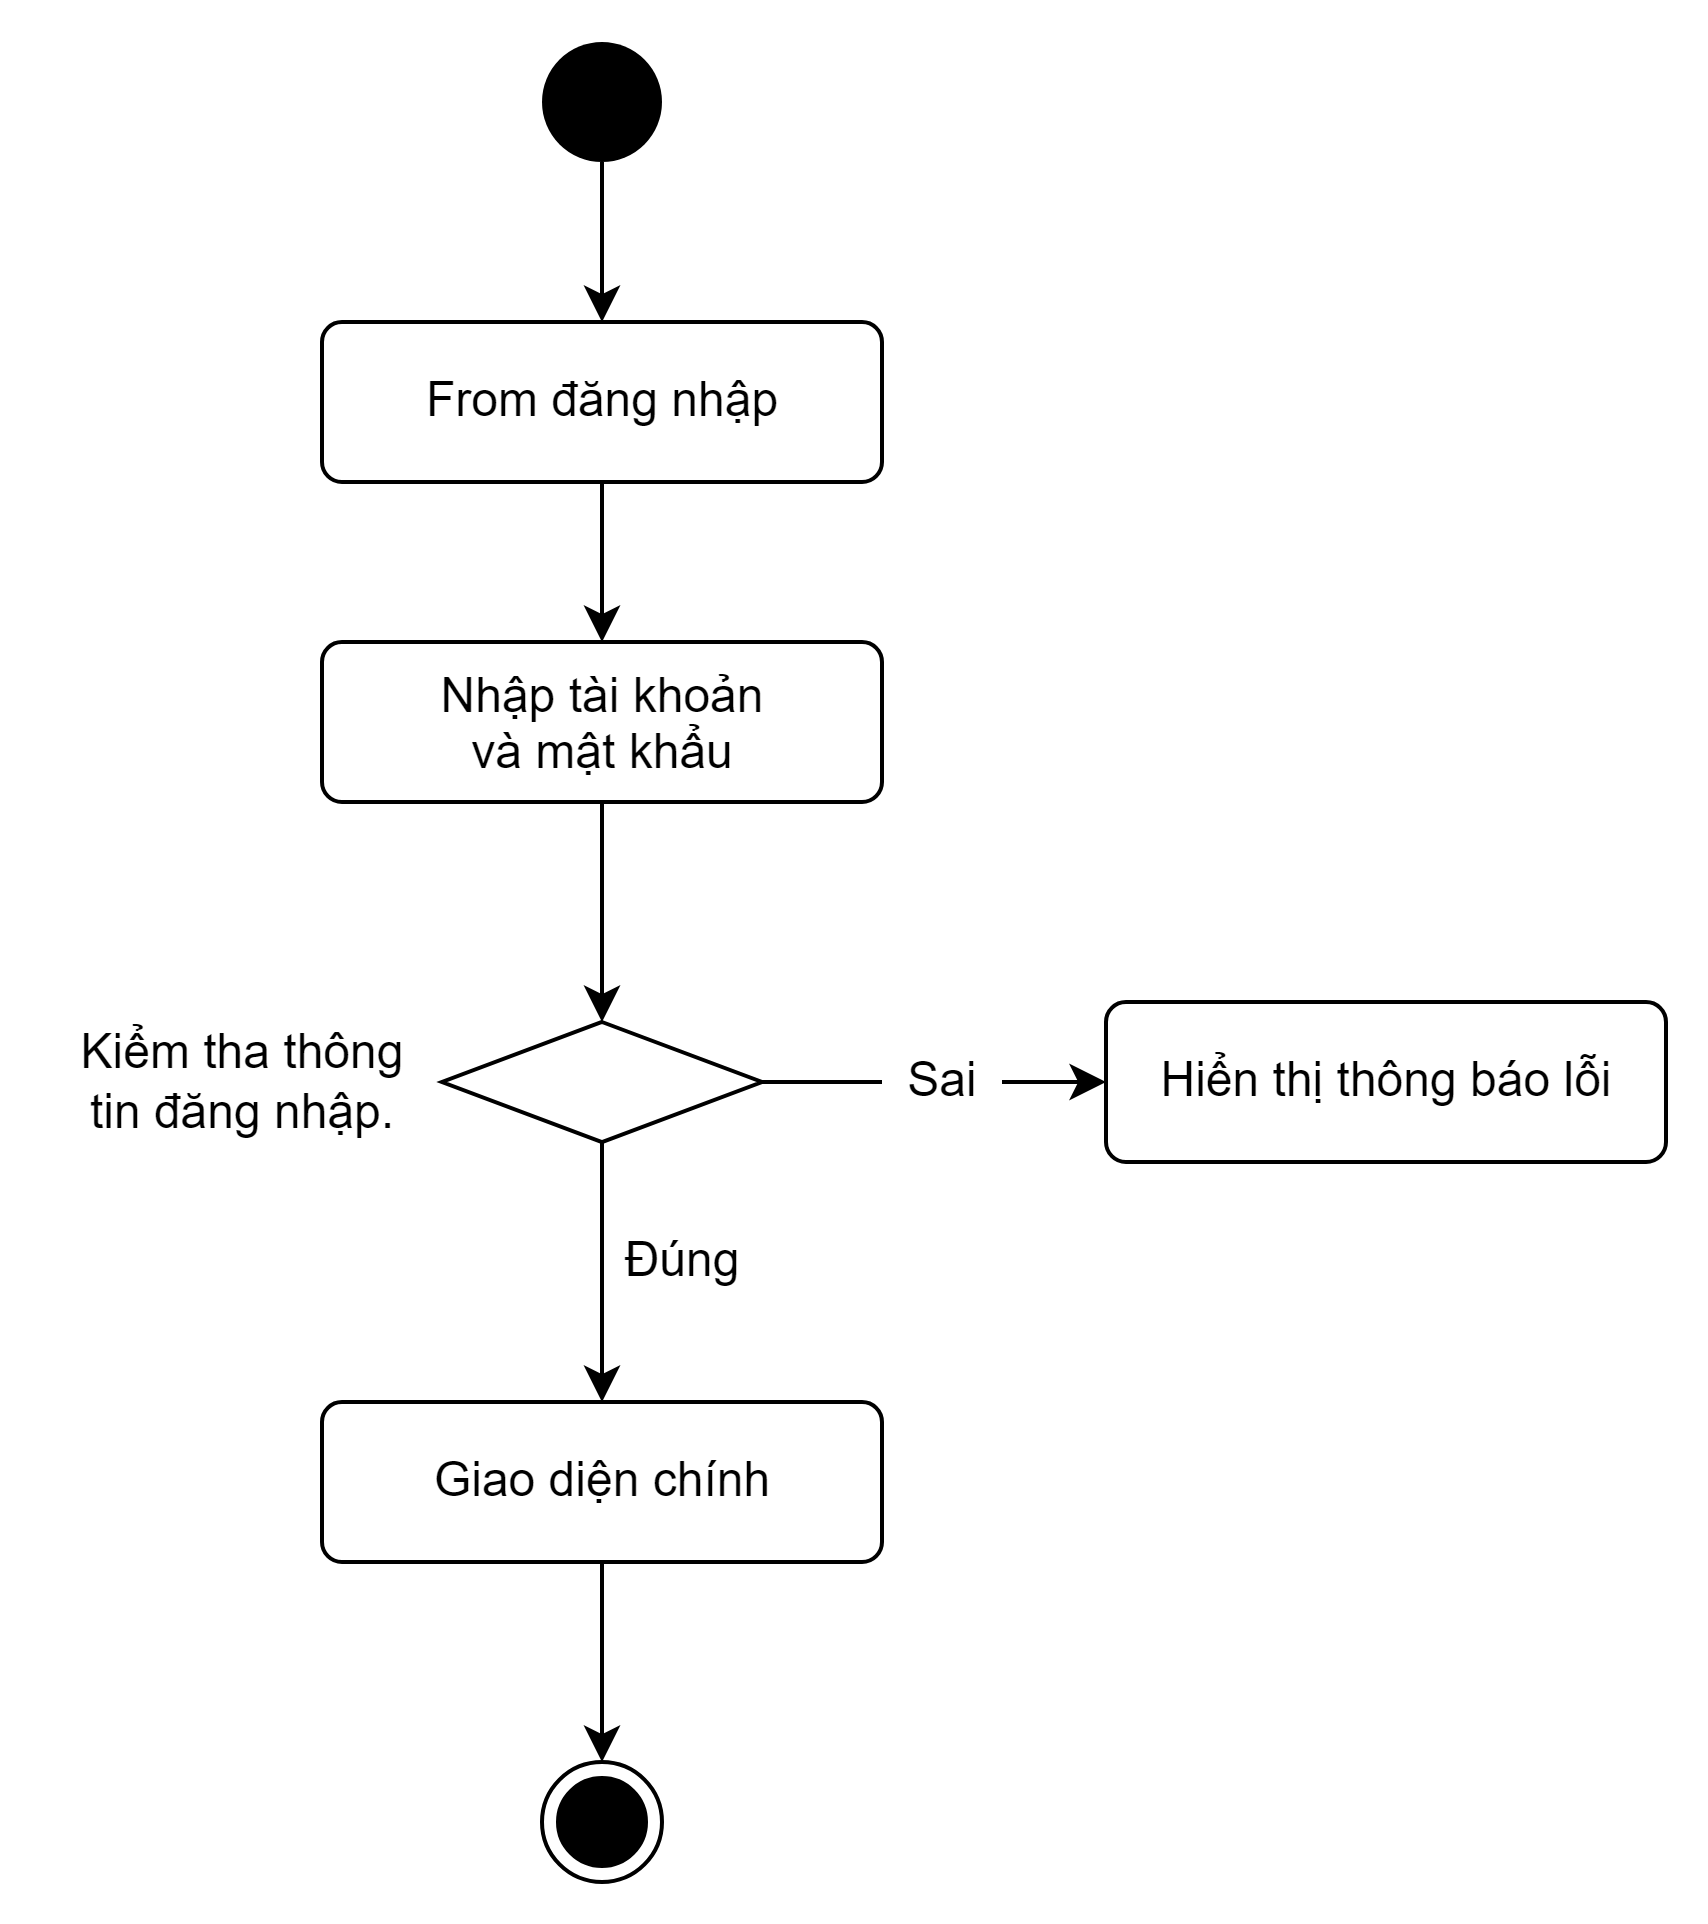 From đăng nhập
Nhập tài khoản
và mật khẩu
Kiểm tha thông
tin đăng nhập.
Sai
Hiển thị thông báo lỗi
Đúng
Giao diện chính